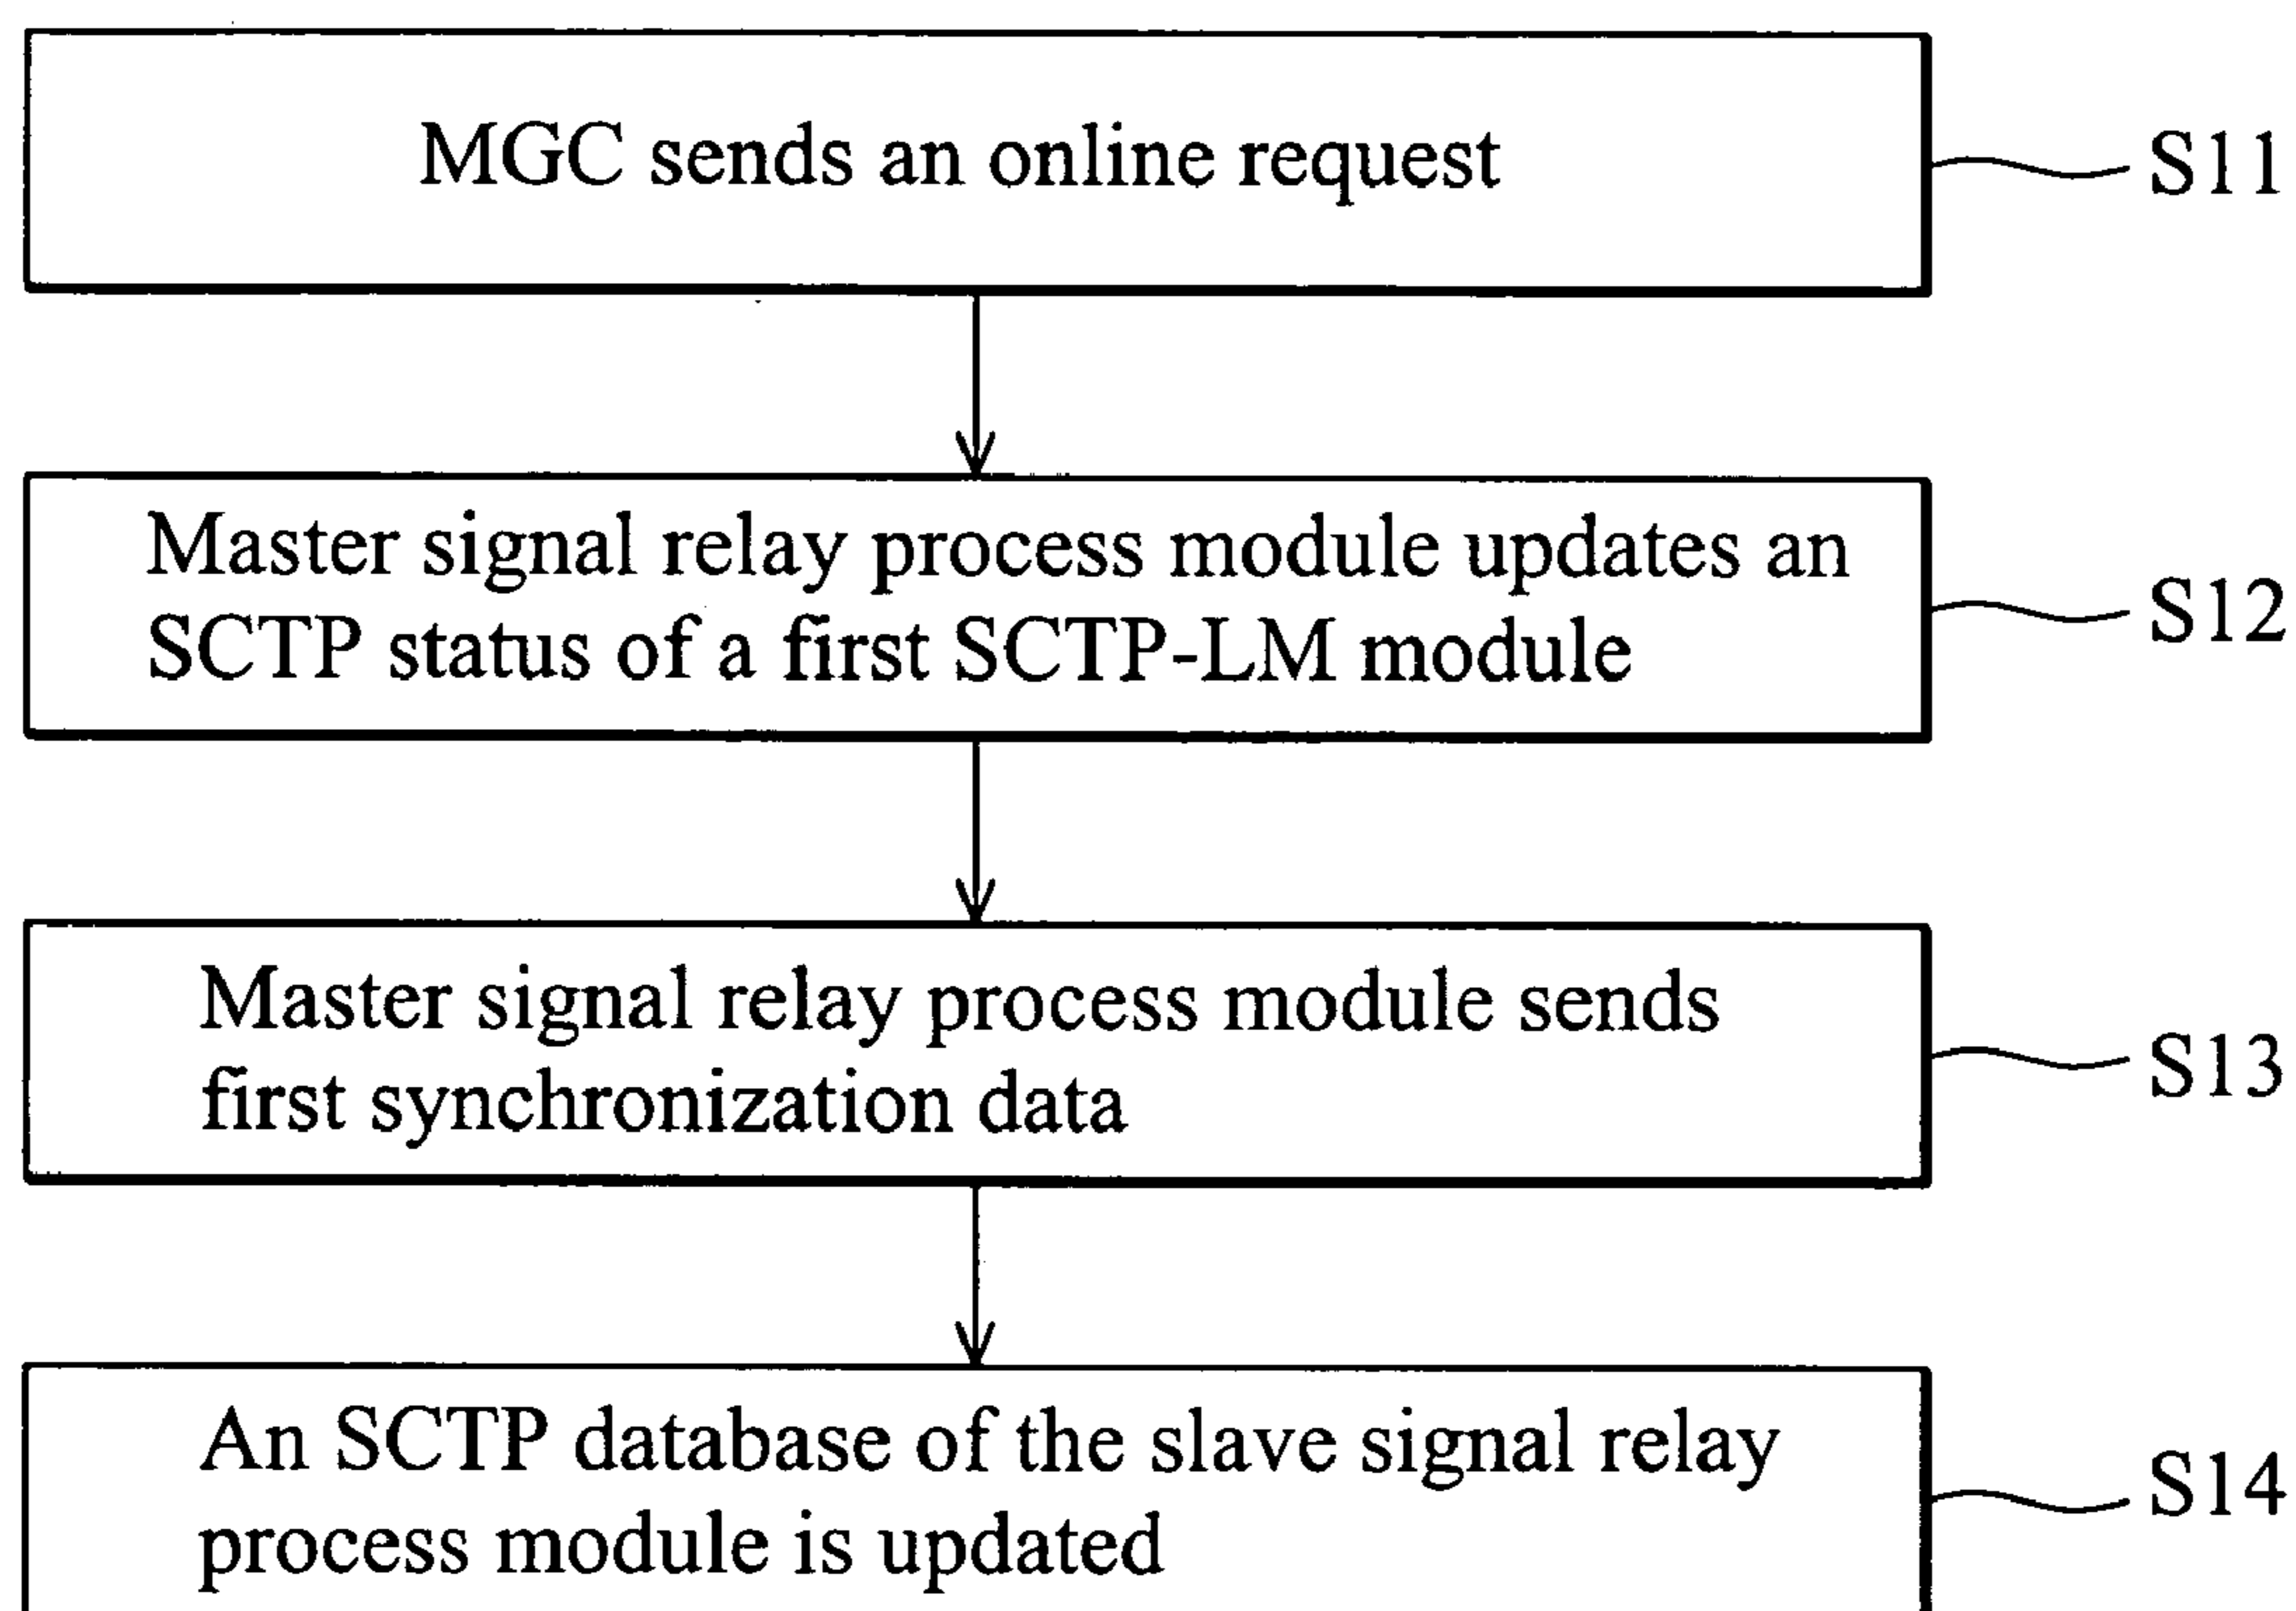 MGC sends an online request
S11
Master signal relay process module updates an
SCTP status of a first SCTP-LM module
S12
Master signal relay process module sends
first synchronization data
S13
An SCTP database of the slave signal relay
process module is updated
S14